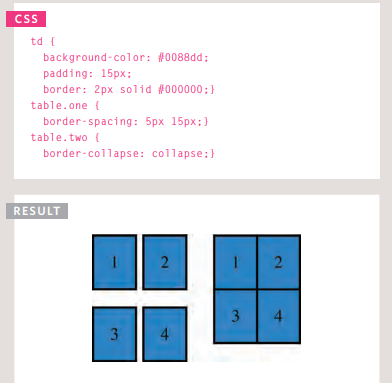 CSS
td {
background-color: #0088dd;
padding: 15px;
border: 2px solid #000000;}
table.one {
border-spacing: 5px 15px;}
table.two {
border-collapse: collapse;}
RESULT
1 2 1 2
3 4 3 4